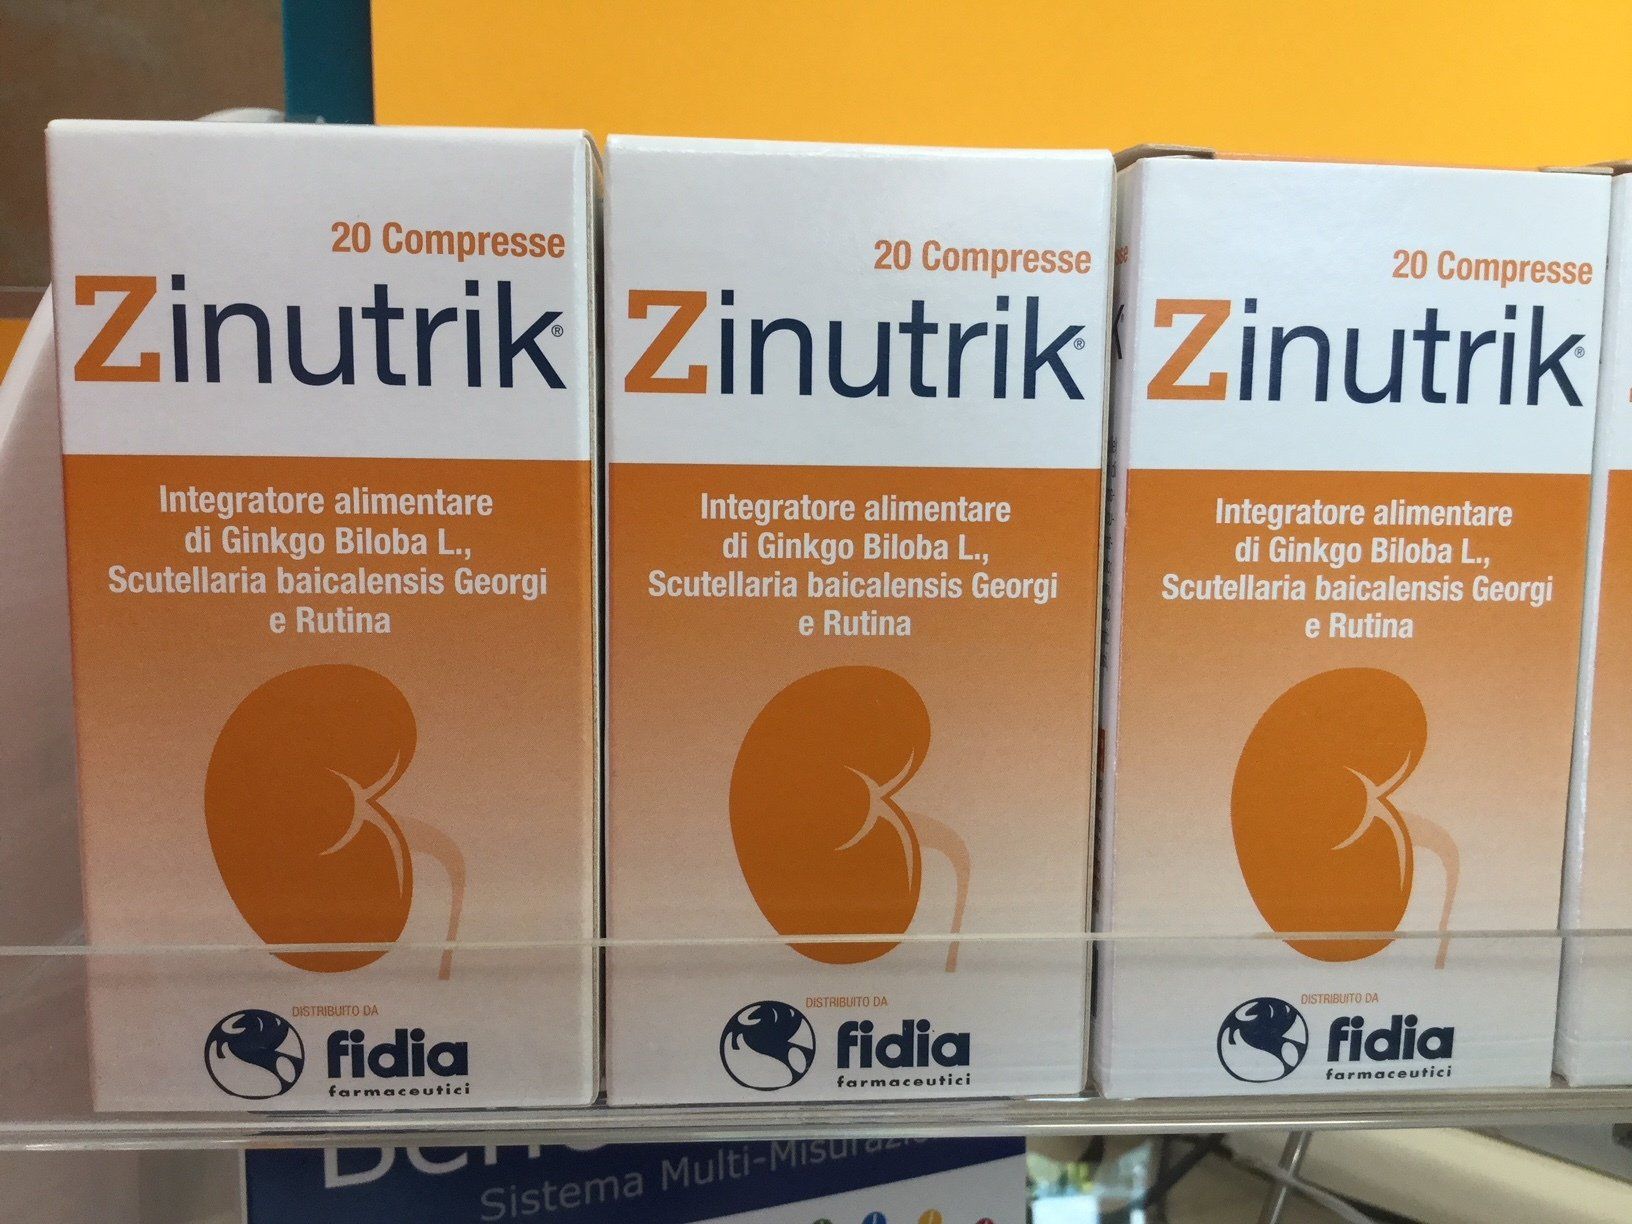 20 Compresse
Zinutrik®
Integratore alimentare
di Ginkgo Biloba L.,
Scutellaria baicalensis Georgi
e Rutina
DISTRIBUITO DA
fidia
farmaceutici
20 Compresse
Zinutrik®
Integratore alimentare
di Ginkgo Biloba L.,
Scutellaria baicalensis Georgi
e Rutina
DISTRIBUITO DA
fidia
farmaceutici
20 Compresse
Zinutrik®
Integratore alimentare
di Ginkgo Biloba L.,
Scutellaria baicalensis Georgi
e Rutina
DISTRIBUITO DA
fidia
farmaceutici
Sistema Multi-Misurazi